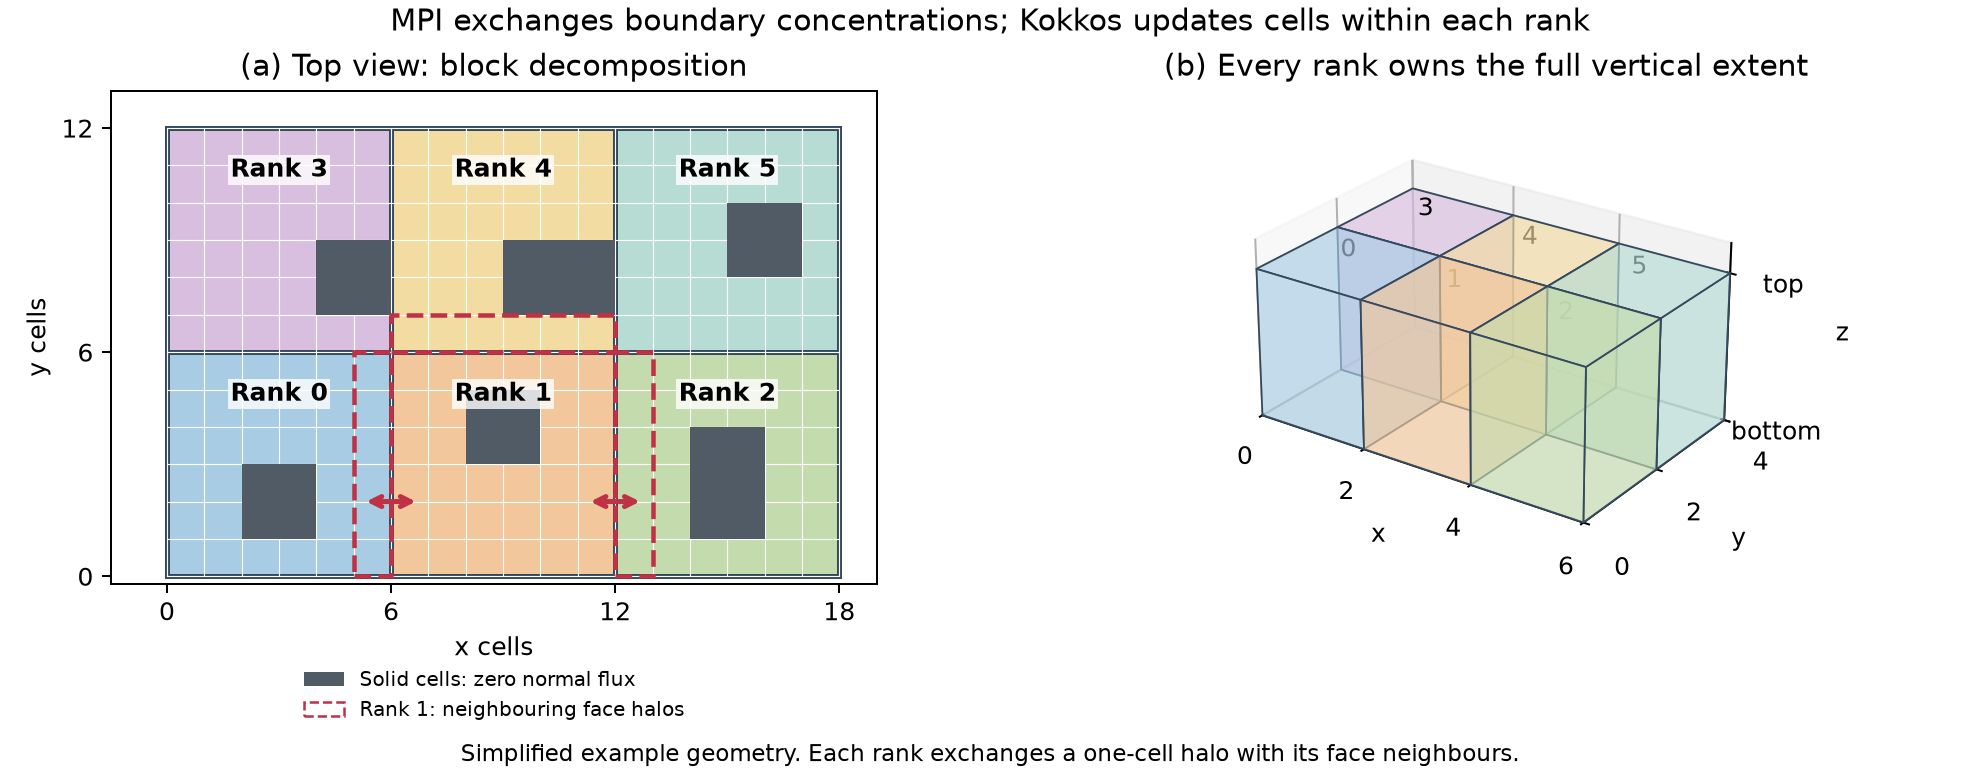 MPI exchanges boundary concentrations; Kokkos updates cells within each rank
(a) Top view: block decomposition
12
6
0
y cells
Rank 3
Rank 4
Rank 5
Rank 0
Rank 1
Rank 2
0
6
12
18
x cells
Solid cells: zero normal flux
Rank 1: neighbouring face halos
(b) Every rank owns the full vertical extent
3
0
4
1
5
2
top
z
bottom
0
2
4
6
x
0
2
4
y
Simplified example geometry. Each rank exchanges a one-cell halo with its face neighbours.